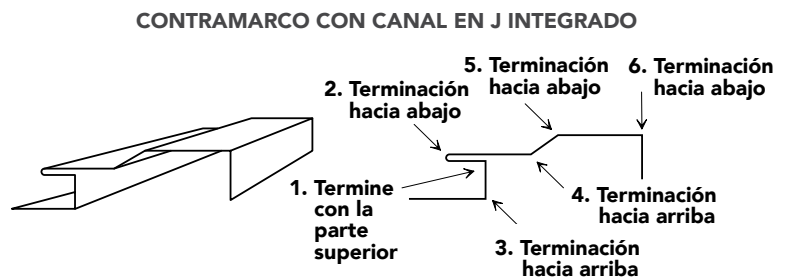 CONTRAMARCO CON CANAL EN J INTEGRADO
5. Terminación
hacia abajo
6. Terminación
hacia abajo
2. Terminación
hacia abajo
1. Termine
con la
parte
superior
4. Terminación
hacia arriba
3. Terminación
hacia arriba